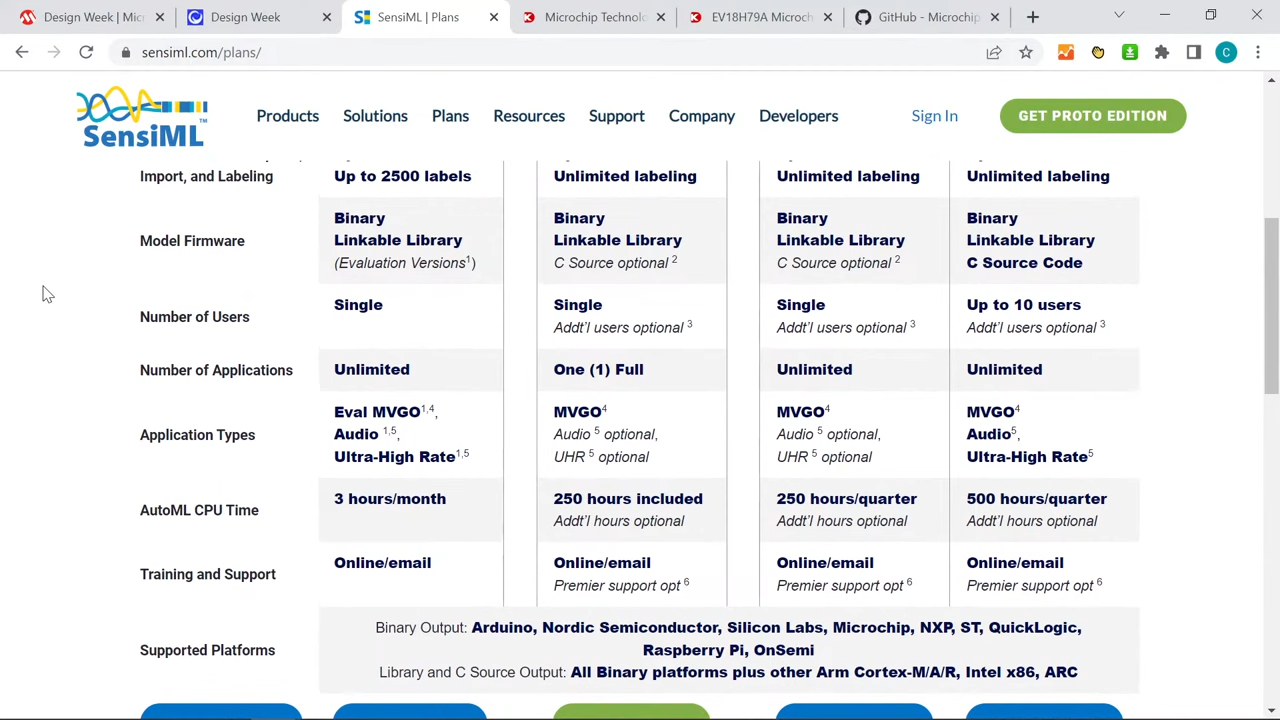 Design Week | Mic
Design Week
SensiML | Plans
Microchip Technolo
EV18H79A Microch
GitHub - Microchip
sensiml.com/plans/
C
SensiML™
Products
Solutions
Plans
Resources
Support
Company
Developers
Sign In
GET PROTO EDITION
Import, and Labeling
Up to 2500 labels
Unlimited labeling
Unlimited labeling
Unlimited labeling
Model Firmware
Binary
Linkable Library
(Evaluation Versions1)
Binary
Linkable Library
C Source optional 2
Binary
Linkable Library
C Source optional 2
Binary
Linkable Library
C Source Code
Number of Users
Single
Single
Addt'l users optional 3
Single
Addt'l users optional 3
Up to 10 users
Addt'l users optional 3
Number of Applications
Unlimited
One (1) Full
Unlimited
Unlimited
Application Types
Eval MVGO1,4,
Audio 1,5,
Ultra-High Rate1,5
MVGO4
Audio 5 optional,
UHR 5 optional
MVGO4
Audio 5 optional,
UHR 5 optional
MVGO4
Audio5,
Ultra-High Rate5
AutoML CPU Time
3 hours/month
250 hours included
Addt'l hours optional
250 hours/quarter
Addt'l hours optional
500 hours/quarter
Addt'l hours optional
Training and Support
Online/email
Online/email
Premier support opt 6
Online/email
Premier support opt 6
Online/email
Premier support opt 6
Supported Platforms
Binary Output: Arduino, Nordic Semiconductor, Silicon Labs, Microchip, NXP, ST, QuickLogic,
Raspberry Pi, OnSemi
Library and C Source Output: All Binary platforms plus other Arm Cortex-M/A/R, Intel x86, ARC